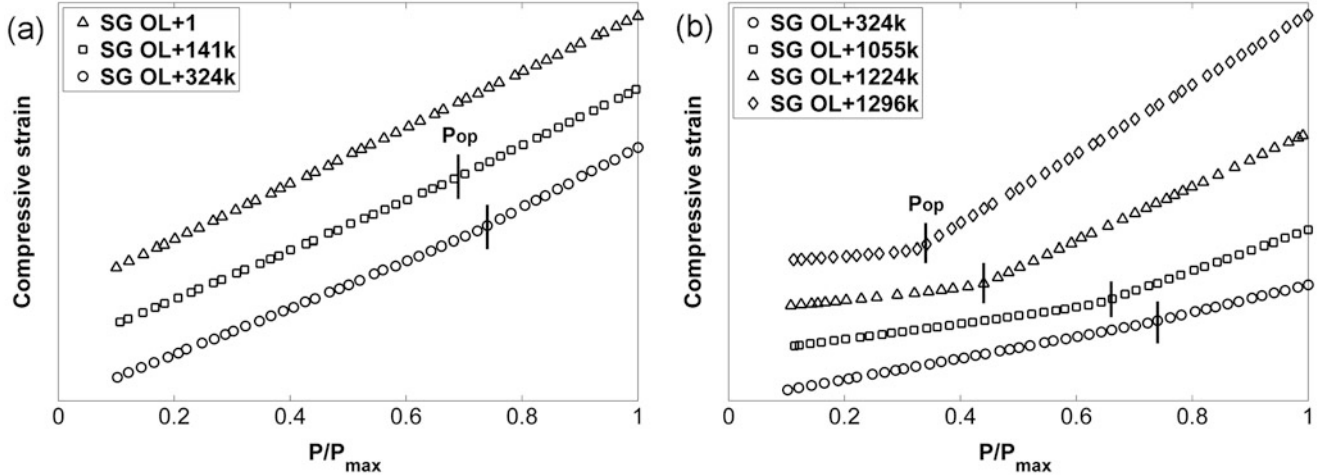 (a)
SG OL+1
SG OL+141k
SG OL+324k
Pop
Compressive strain
0 0.2 0.4 0.6 0.8 1
P/Pmax
(b)
SG OL+324k
SG OL+1055k
SG OL+1224k
SG OL+1296k
Pop
Compressive strain
0 0.2 0.4 0.6 0.8 1
P/Pmax